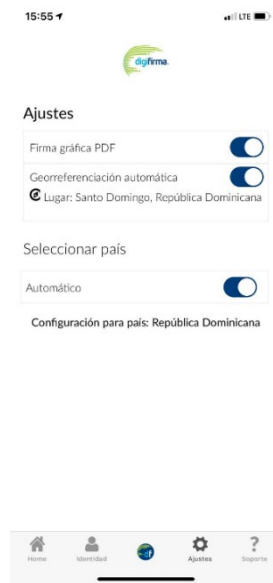 15:55
LTE
digifirma.
Ajustes
Firma gráfica PDF
Georreferenciación automática
Lugar: Santo Domingo, República Dominicana
Seleccionar país
Automático
Configuración para país: República Dominicana
Home Identidad df Ajustes Soporte